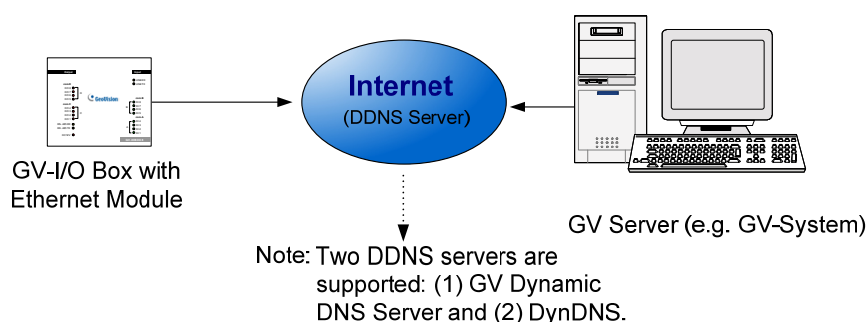 GeoVision
Internet
(DDNS Server)
GV-I/O Box with
Ethernet Module
GV Server (e.g. GV-System)
Note: Two DDNS servers are
supported: (1) GV Dynamic
DNS Server and (2) DynDNS.